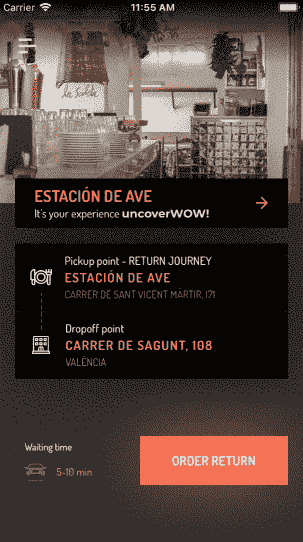 Carrier 11:55 AM
ESTACIÓN DE AVE
It's your experience uncoverWOW!
Pickup point - RETURN JOURNEY
ESTACIÓN DE AVE
CARRER DE SANT VICENT MÀRTIR, 171
Dropoff point
CARRER DE SAGUNT, 108
VALÈNCIA
Waiting time
5-10 min
ORDER RETURN